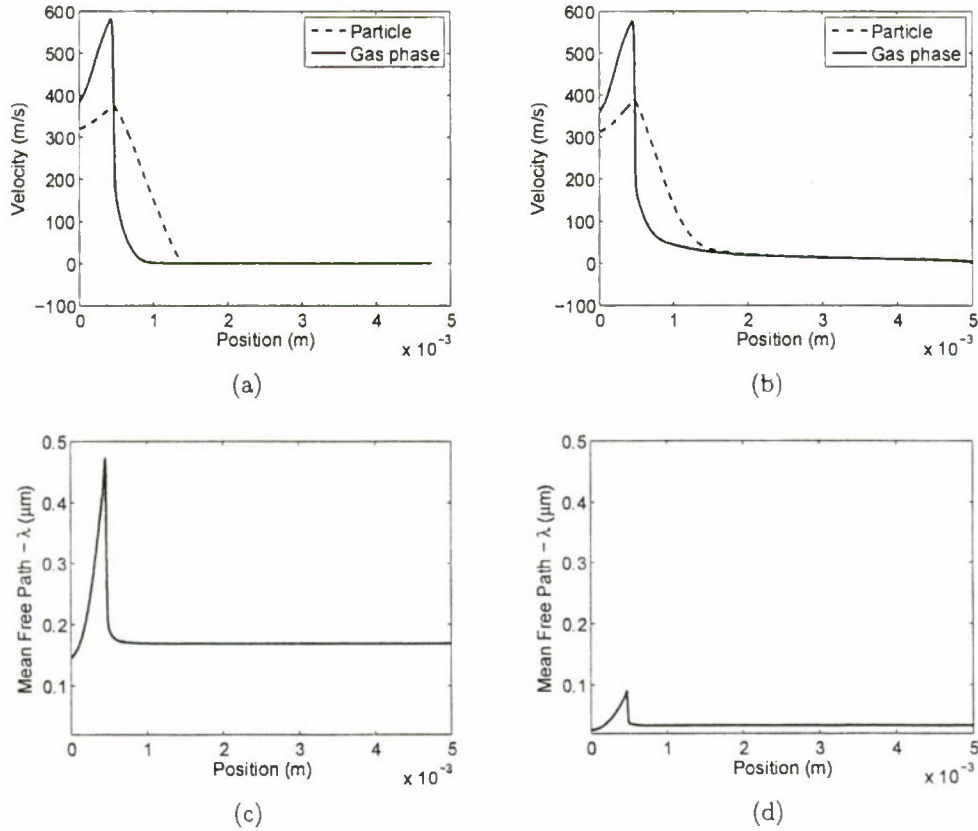 600
500
400
300
200
100
0
−100
Velocity (m/s)
Particle
Gas phase
0 1 2 3 4 5
Position (m)
x 10⁻³
(a)
600
500
400
300
200
100
0
−100
Velocity (m/s)
Particle
Gas phase
0 1 2 3 4 5
Position (m)
x 10⁻³
(b)
0.5
0.4
0.3
0.2
0.1
Mean Free Path − λ (μm)
0 1 2 3 4 5
Position (m)
x 10⁻³
(c)
0.5
0.4
0.3
0.2
0.1
Mean Free Path − λ (μm)
0 1 2 3 4 5
Position (m)
x 10⁻³
(d)